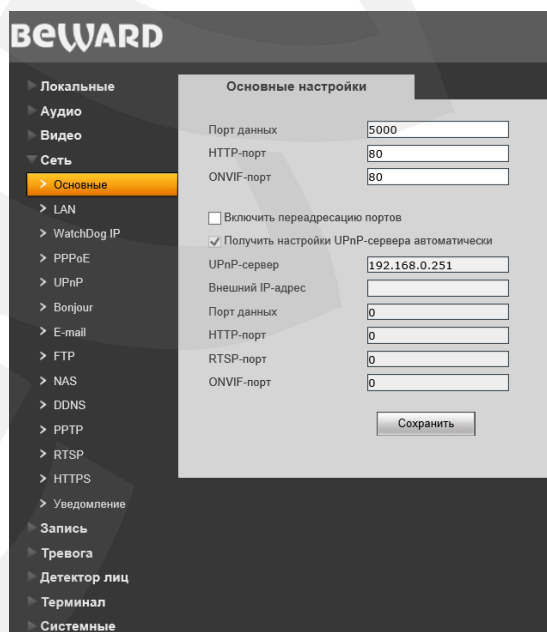 BEWARD
Локальные
Аудио
Видео
Сеть
Основные
LAN
WatchDog IP
PPPoE
UPnP
Bonjour
E-mail
FTP
NAS
DDNS
PPTP
RTSP
HTTPS
Уведомление
Запись
Тревога
Детектор лиц
Терминал
Системные
Основные настройки
Порт данных 5000
HTTP-порт 80
ONVIF-порт 80
Включить переадресацию портов
Получить настройки UPnP-сервера автоматически
UPnP-сервер 192.168.0.251
Внешний IP-адрес
Порт данных 0
HTTP-порт 0
RTSP-порт 0
ONVIF-порт 0
Сохранить